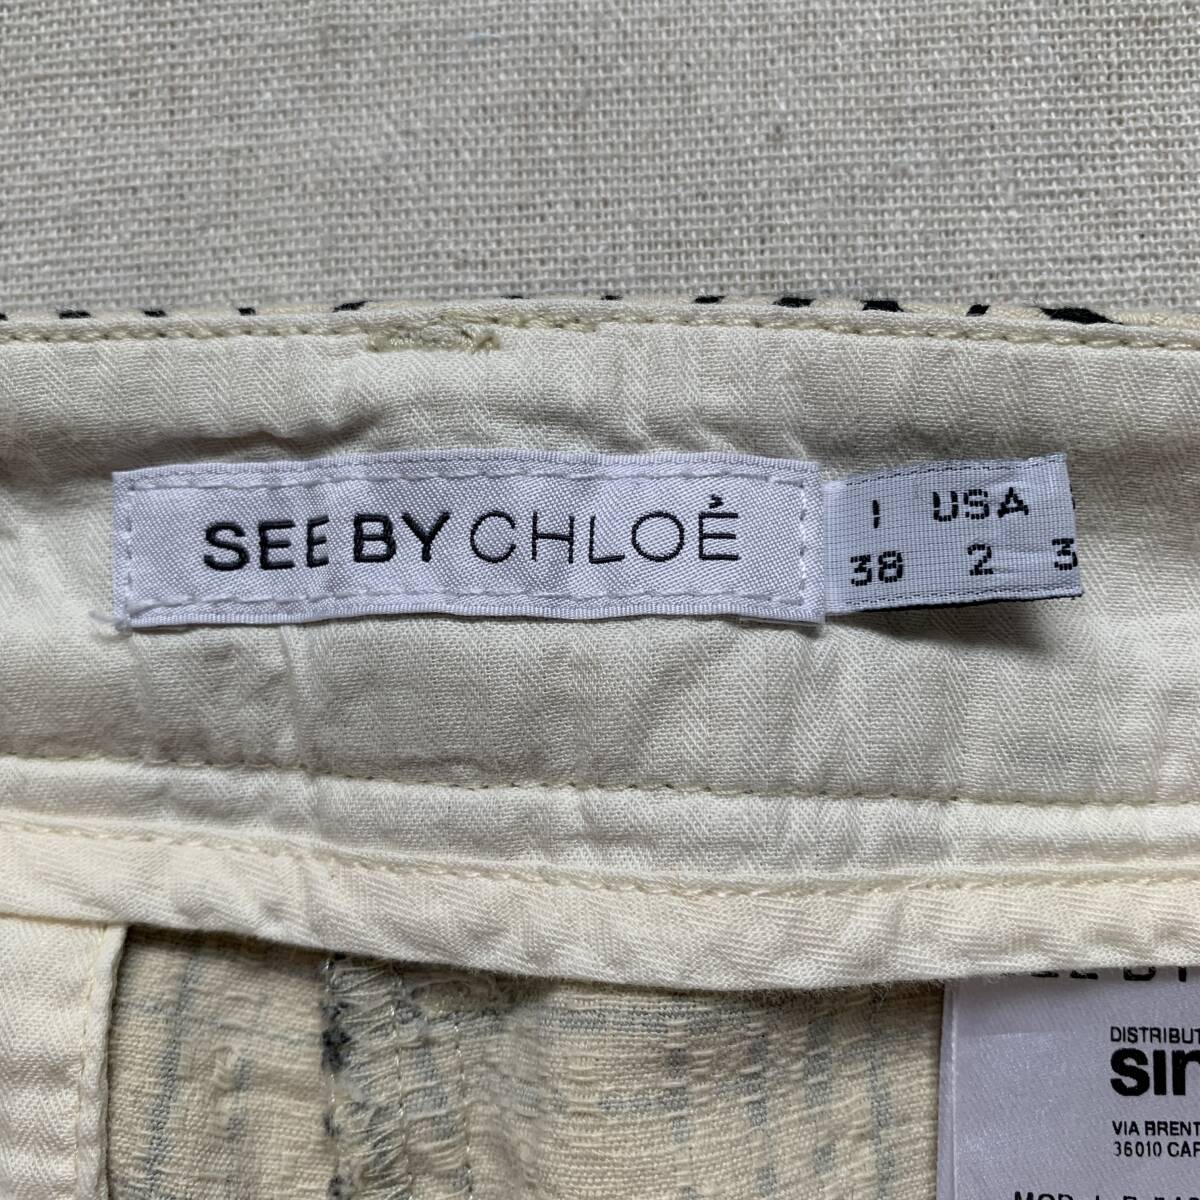 SEE BY CHLOÉ
I USA
38 2 3
DISTRIBUT
sin
VIA BRENT
36010 CAR